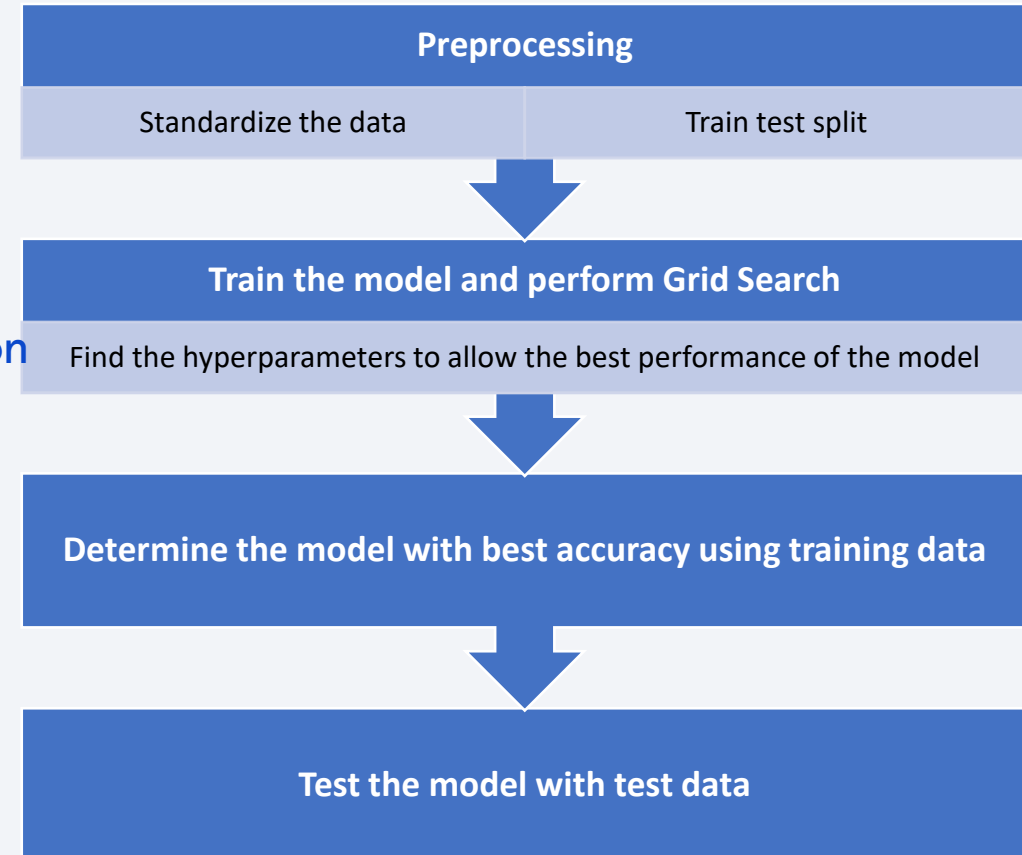 Preprocessing
Standardize the data
Train test split
Train the model and perform Grid Search
on
Find the hyperparameters to allow the best performance of the model
Determine the model with best accuracy using training data
Test the model with test data